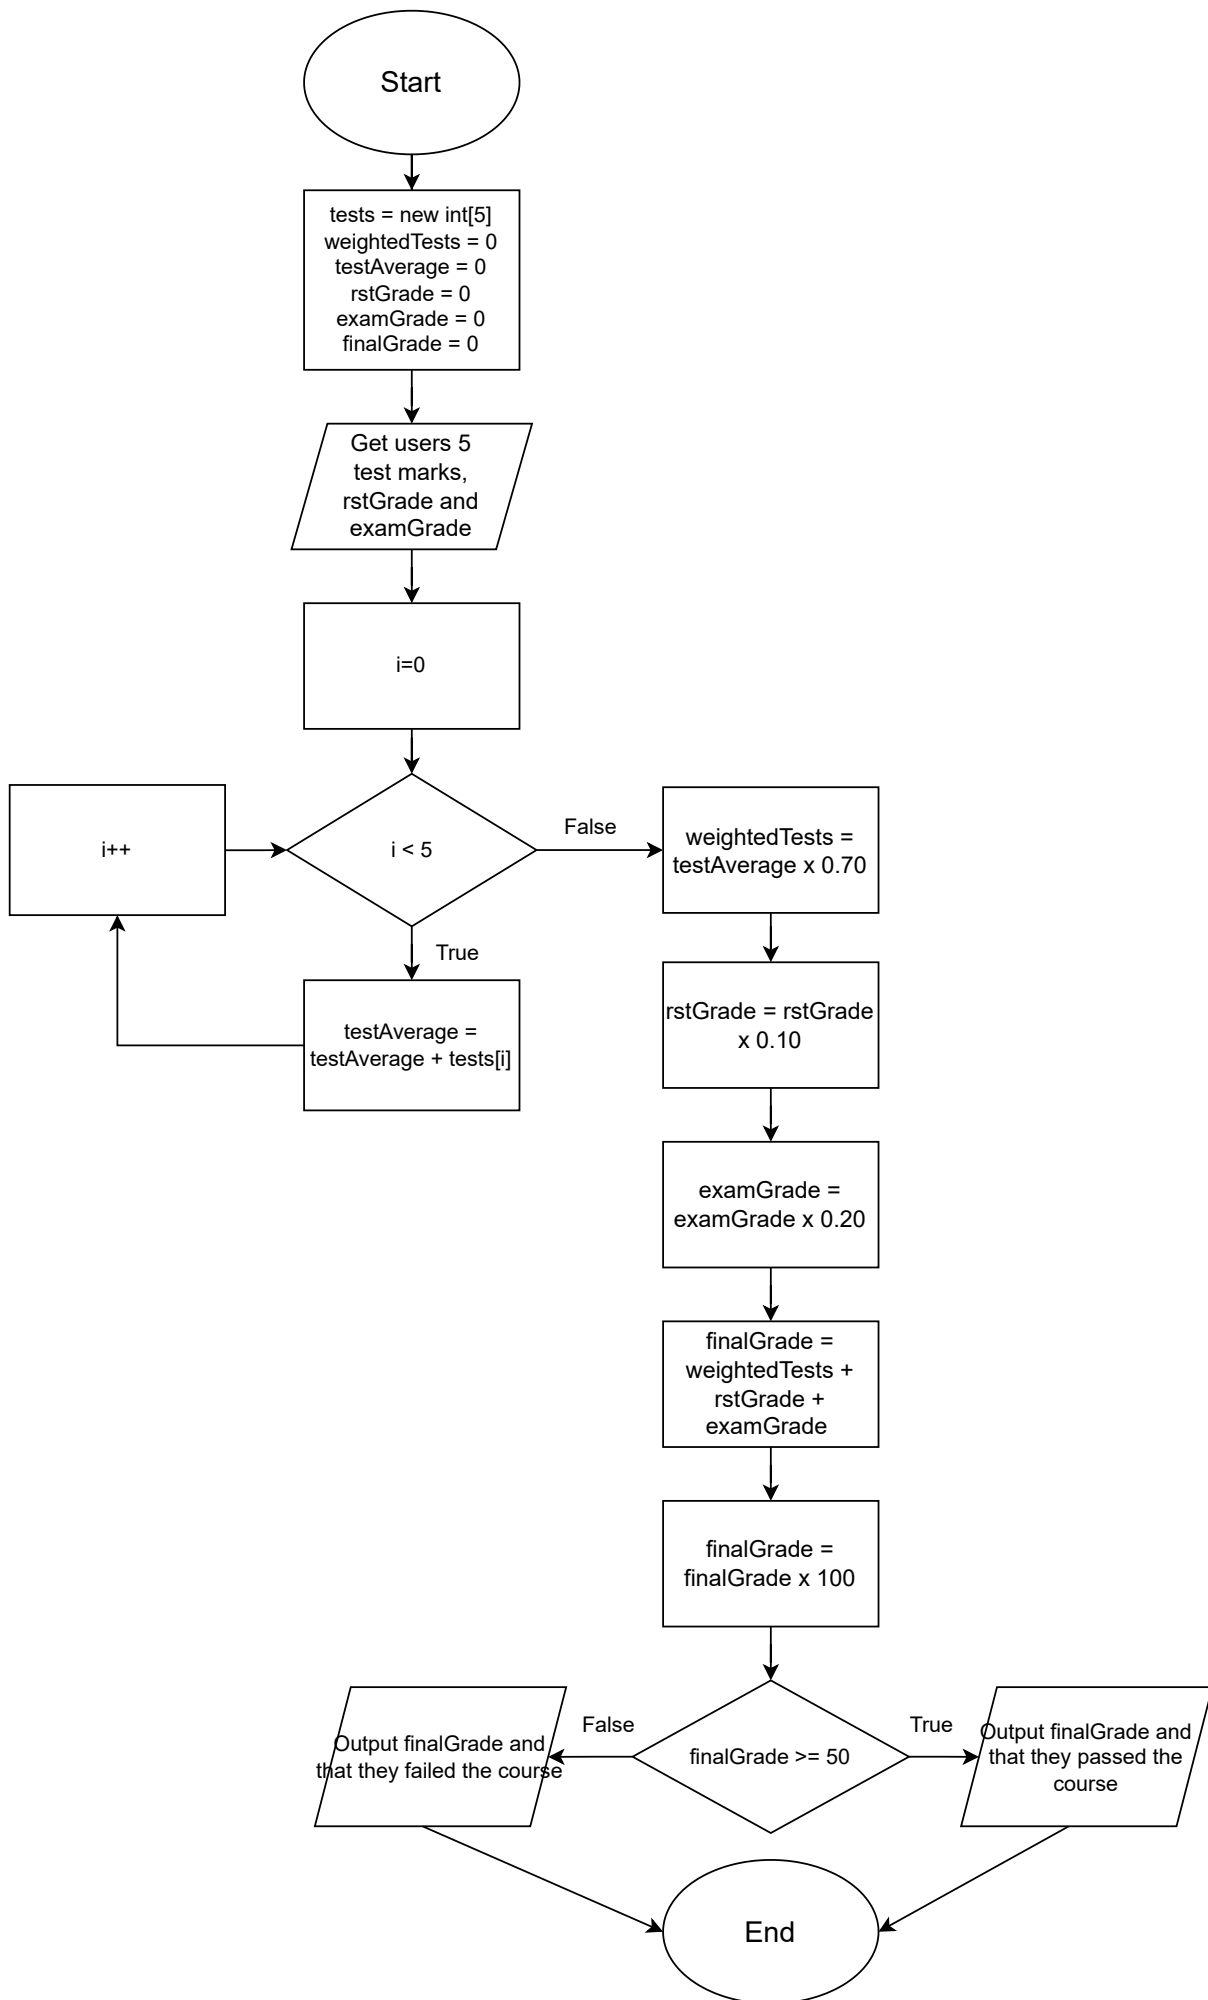 Start
tests = new int[5]
weightedTests = 0
testAverage = 0
rstGrade = 0
examGrade = 0
finalGrade = 0
Get users 5
test marks,
rstGrade and
examGrade
i=0
i++
i < 5
False
True
testAverage =
testAverage + tests[i]
weightedTests =
testAverage x 0.70
rstGrade = rstGrade
x 0.10
examGrade =
examGrade x 0.20
finalGrade =
weightedTests +
rstGrade +
examGrade
finalGrade =
finalGrade x 100
finalGrade >= 50
False
True
Output finalGrade and
that they failed the course
Output finalGrade and
that they passed the
course
End